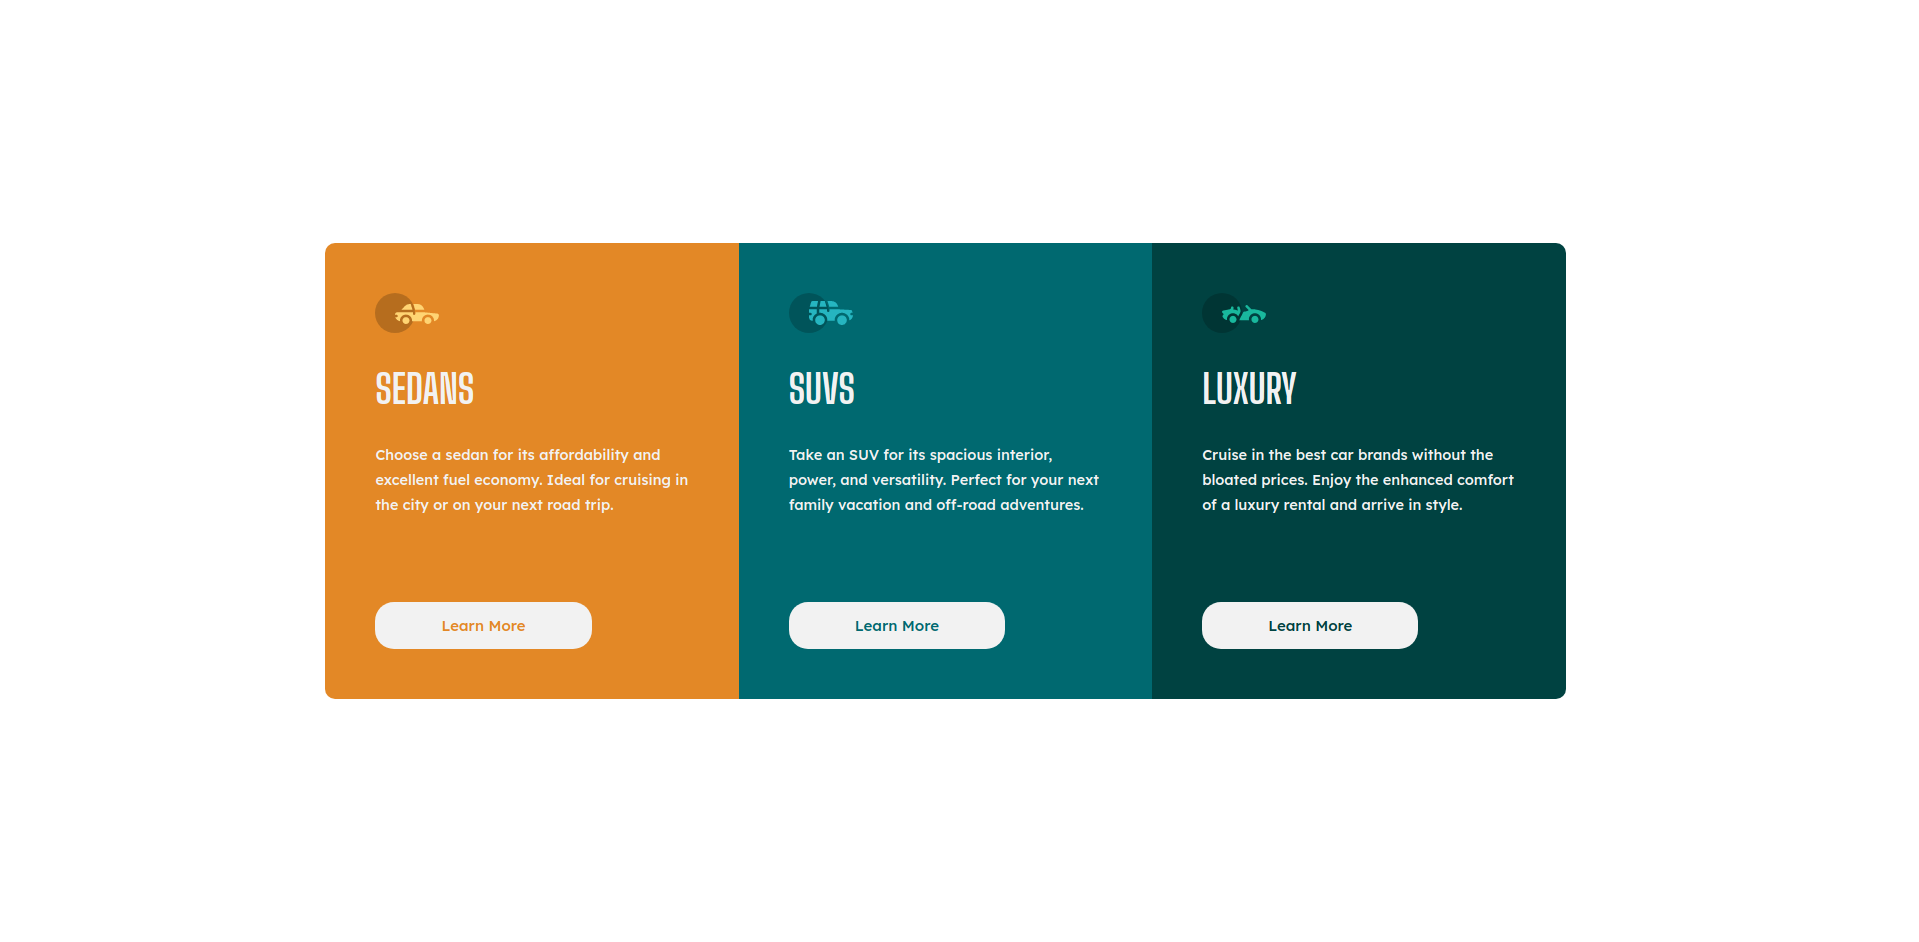 SEDANS
Choose a sedan for its affordability and
excellent fuel economy. Ideal for cruising in
the city or on your next road trip.
Learn More
SUVS
Take an SUV for its spacious interior,
power, and versatility. Perfect for your next
family vacation and off-road adventures.
Learn More
LUXURY
Cruise in the best car brands without the
bloated prices. Enjoy the enhanced comfort
of a luxury rental and arrive in style.
Learn More